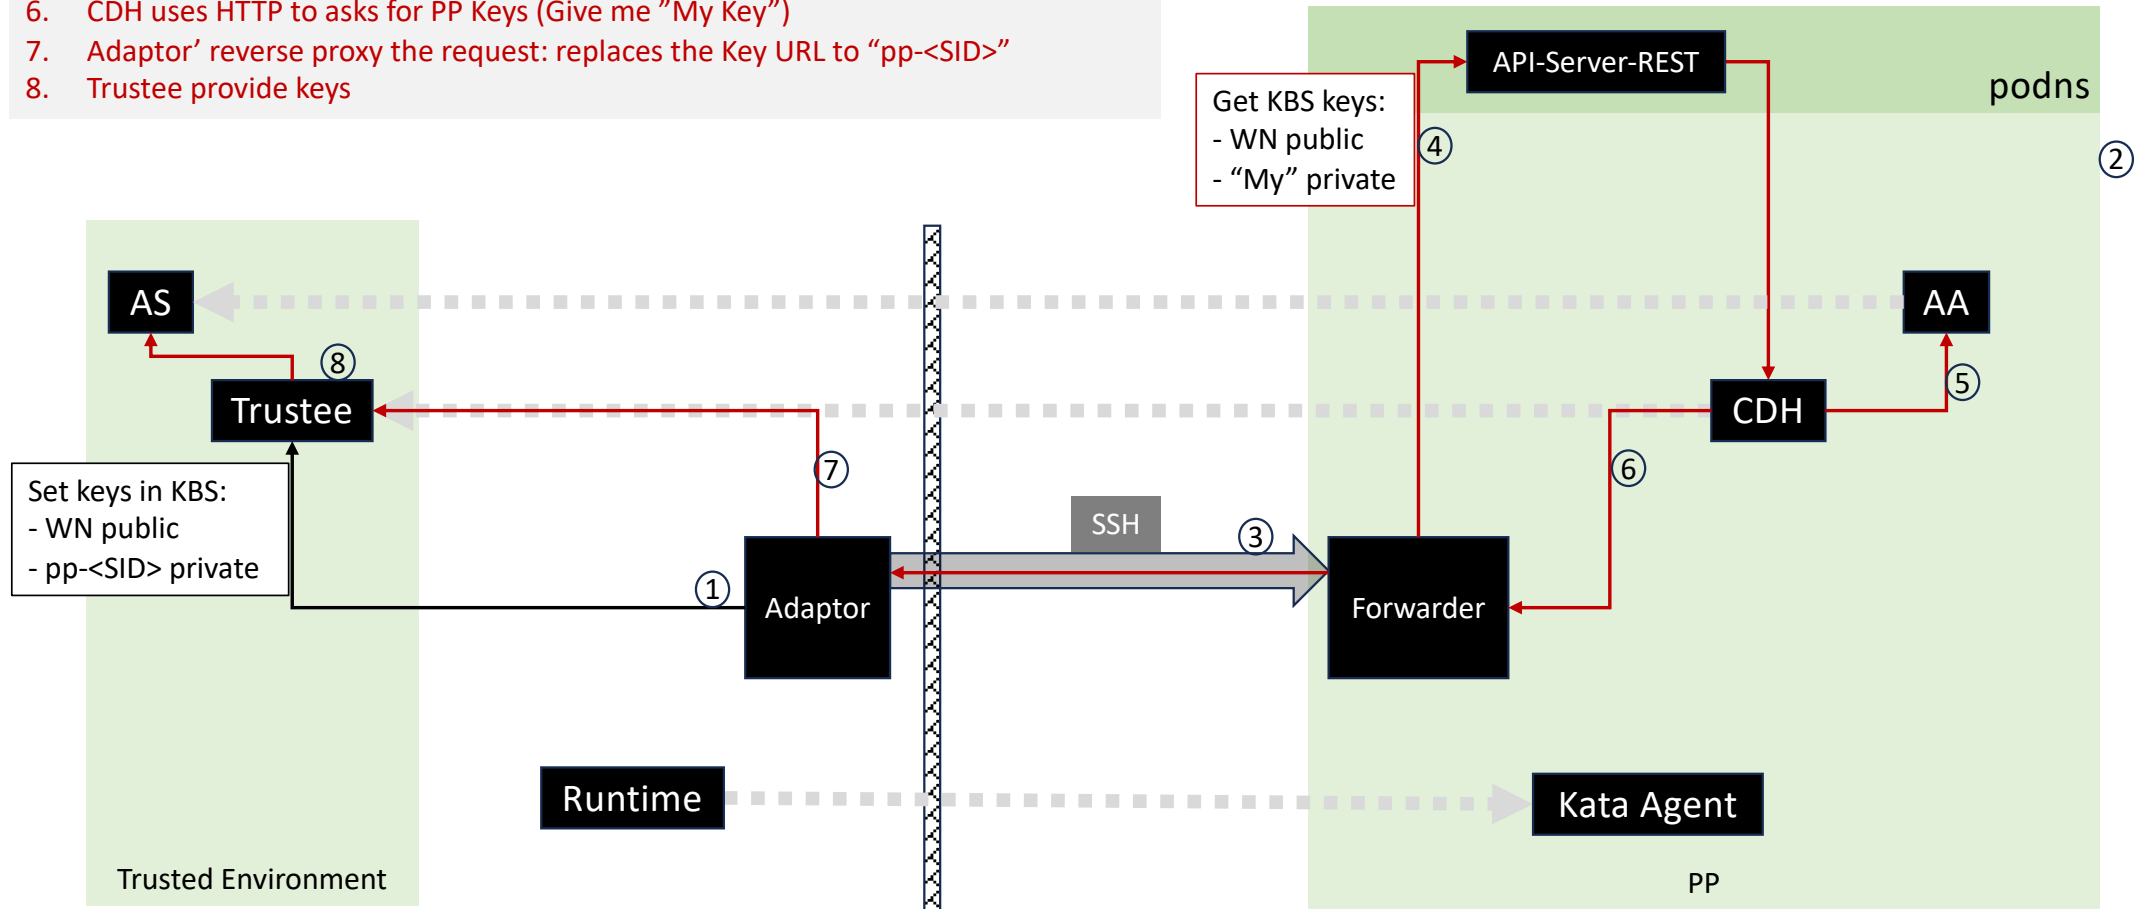 6. CDH uses HTTP to asks for PP Keys (Give me ”My Key”)
7. Adaptor’ reverse proxy the request: replaces the Key URL to “pp-<SID>”
8. Trustee provide keys
API-Server-REST
podns
Get KBS keys:
- WN public
- “My” private
4
2
AS
AA
8
5
Trustee
CDH
7
6
Set keys in KBS:
- WN public
- pp-<SID> private
SSH
3
1
Adaptor
Forwarder
Runtime
Kata Agent
Trusted Environment
PP